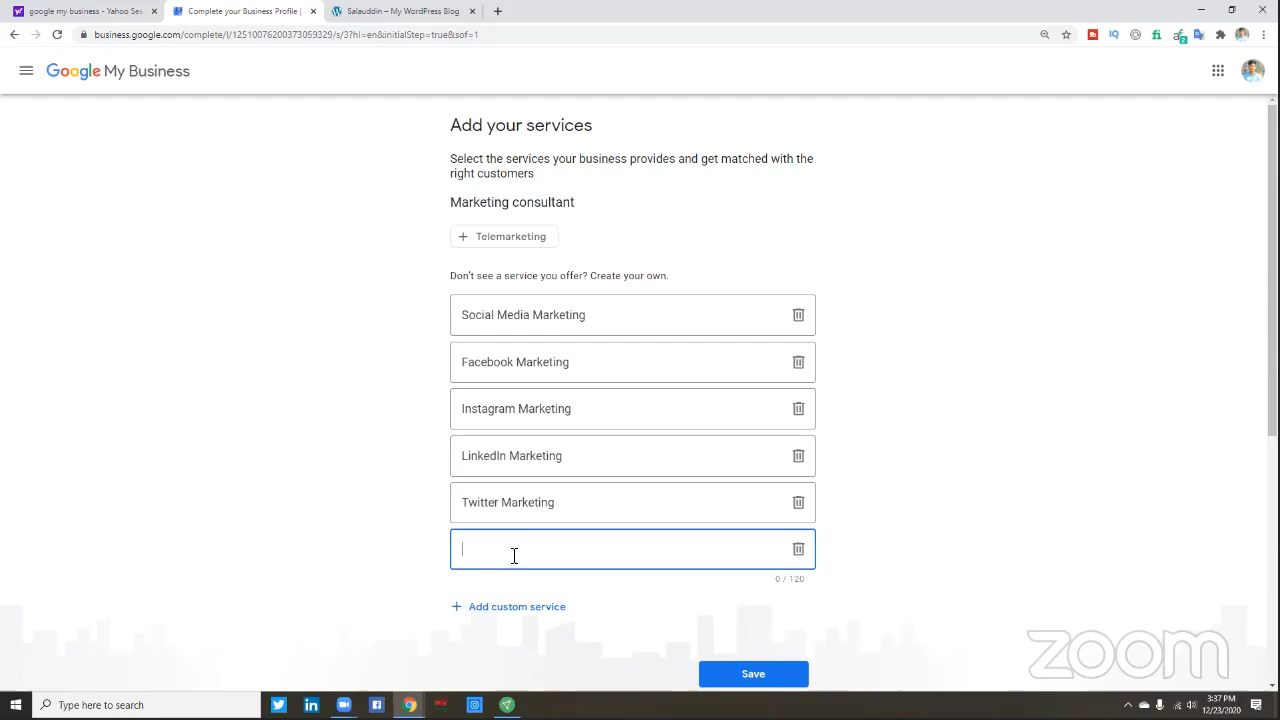 google my business - Yahoo Sea
Complete your Business Profile |
Salauddin – My WordPress Blog
business.google.com/complete/l/12510076200373059329/s/3?hl=en&initialStep=true&sof=1
Google My Business
Add your services
Select the services your business provides and get matched with the
right customers
Marketing consultant
+ Telemarketing
Don't see a service you offer? Create your own.
Social Media Marketing
Facebook Marketing
Instagram Marketing
LinkedIn Marketing
Twitter Marketing
0 / 120
+ Add custom service
zoom
Save
Type here to search
3:37 PM
12/23/2020